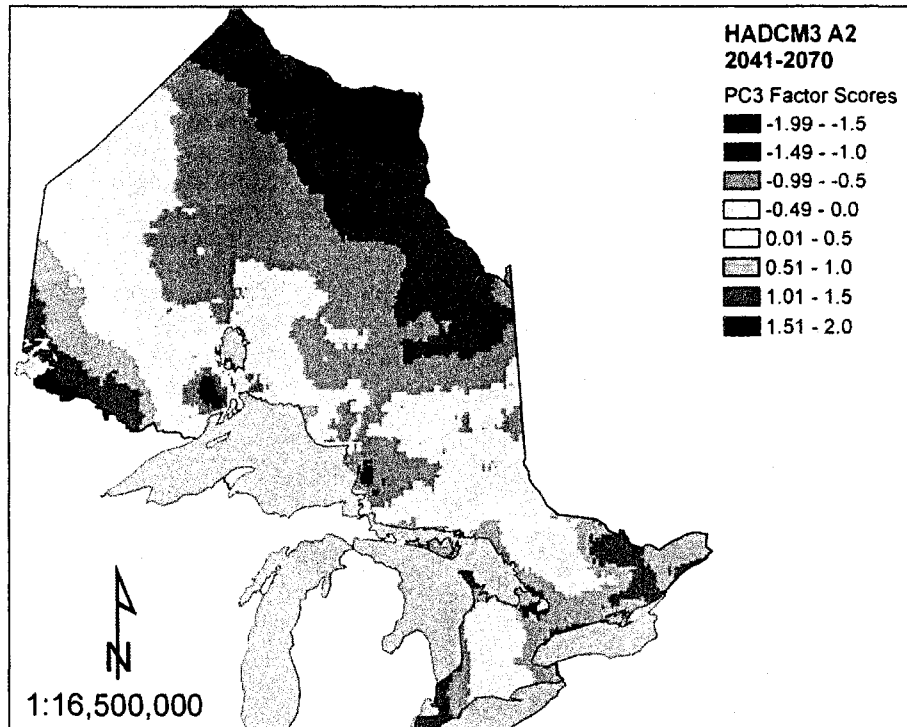 HADCM3 A2
2041-2070
PC3 Factor Scores
-1.99 - -1.5
-1.49 - -1.0
-0.99 - -0.5
-0.49 - 0.0
0.01 - 0.5
0.51 - 1.0
1.01 - 1.5
1.51 - 2.0
N
1:16,500,000